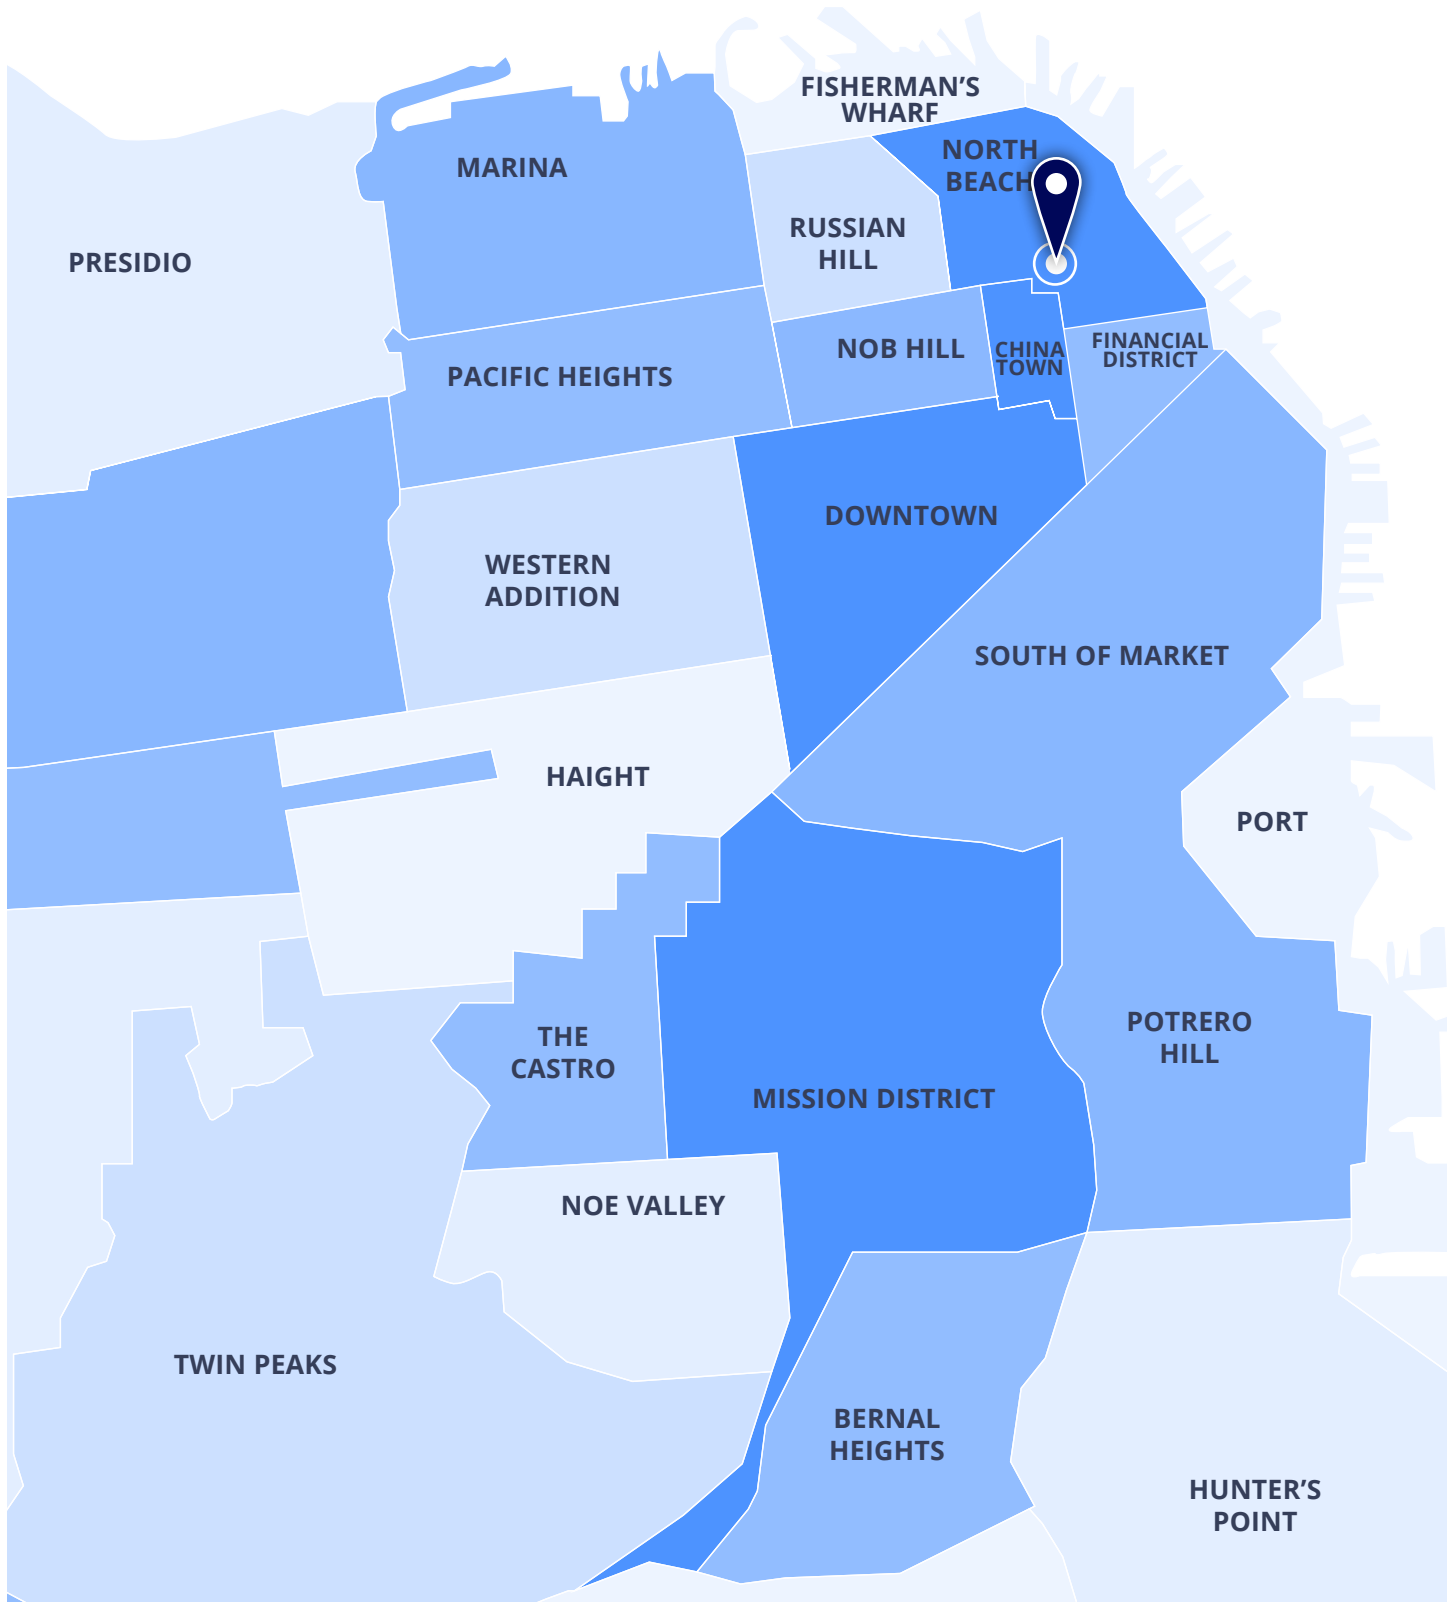 FISHERMAN’S
WHARF
NORTH
BEACH
MARINA
RUSSIAN
HILL
PRESIDIO
NOB HILL
CHINA
TOWN
FINANCIAL
DISTRICT
PACIFIC HEIGHTS
DOWNTOWN
WESTERN
ADDITION
SOUTH OF MARKET
HAIGHT
PORT
THE
CASTRO
POTRERO
HILL
MISSION DISTRICT
NOE VALLEY
TWIN PEAKS
BERNAL
HEIGHTS
HUNTER’S
POINT